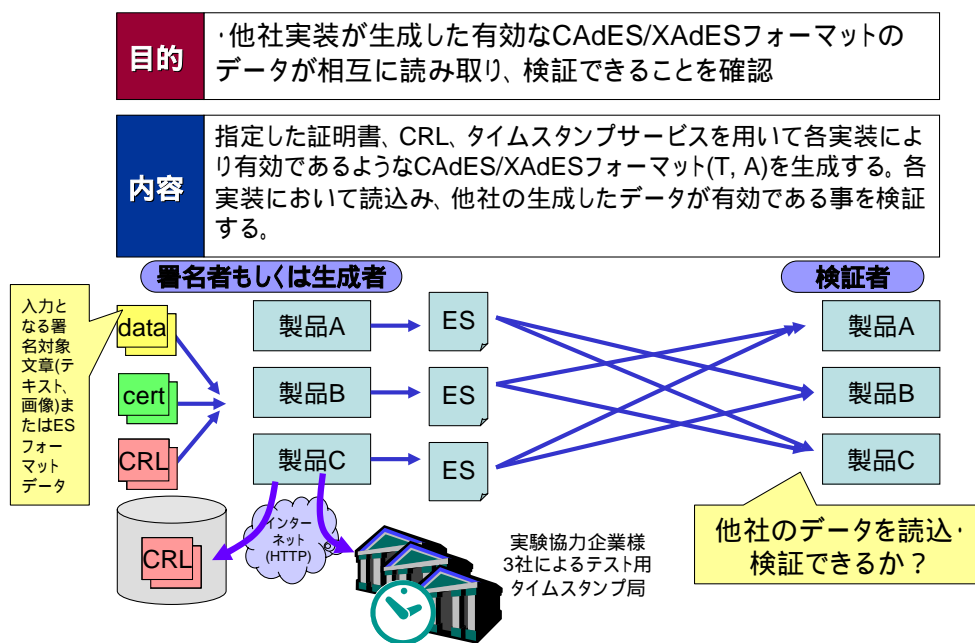 目的
・他社実装が生成した有効なCAdES/XAdESフォーマットの
データが相互に読み取り、検証できることを確認
内容
指定した証明書、CRL、タイムスタンプサービスを用いて各実装によ
り有効であるようなCAdES/XAdESフォーマット(T, A)を生成する。各
実装において読込み、他社の生成したデータが有効である事を検証
する。
署名者もしくは生成者
検証者
入力と
なる署
名対象
文章(テ
キスト、
画像)ま
たはES
フォー
マット
データ
data
cert
CRL
製品A
製品B
製品C
ES
ES
ES
製品A
製品B
製品C
CRL
インター
ネット
(HTTP)
実験協力企業様
3社によるテスト用
タイムスタンプ局
他社のデータを読込・
検証できるか？